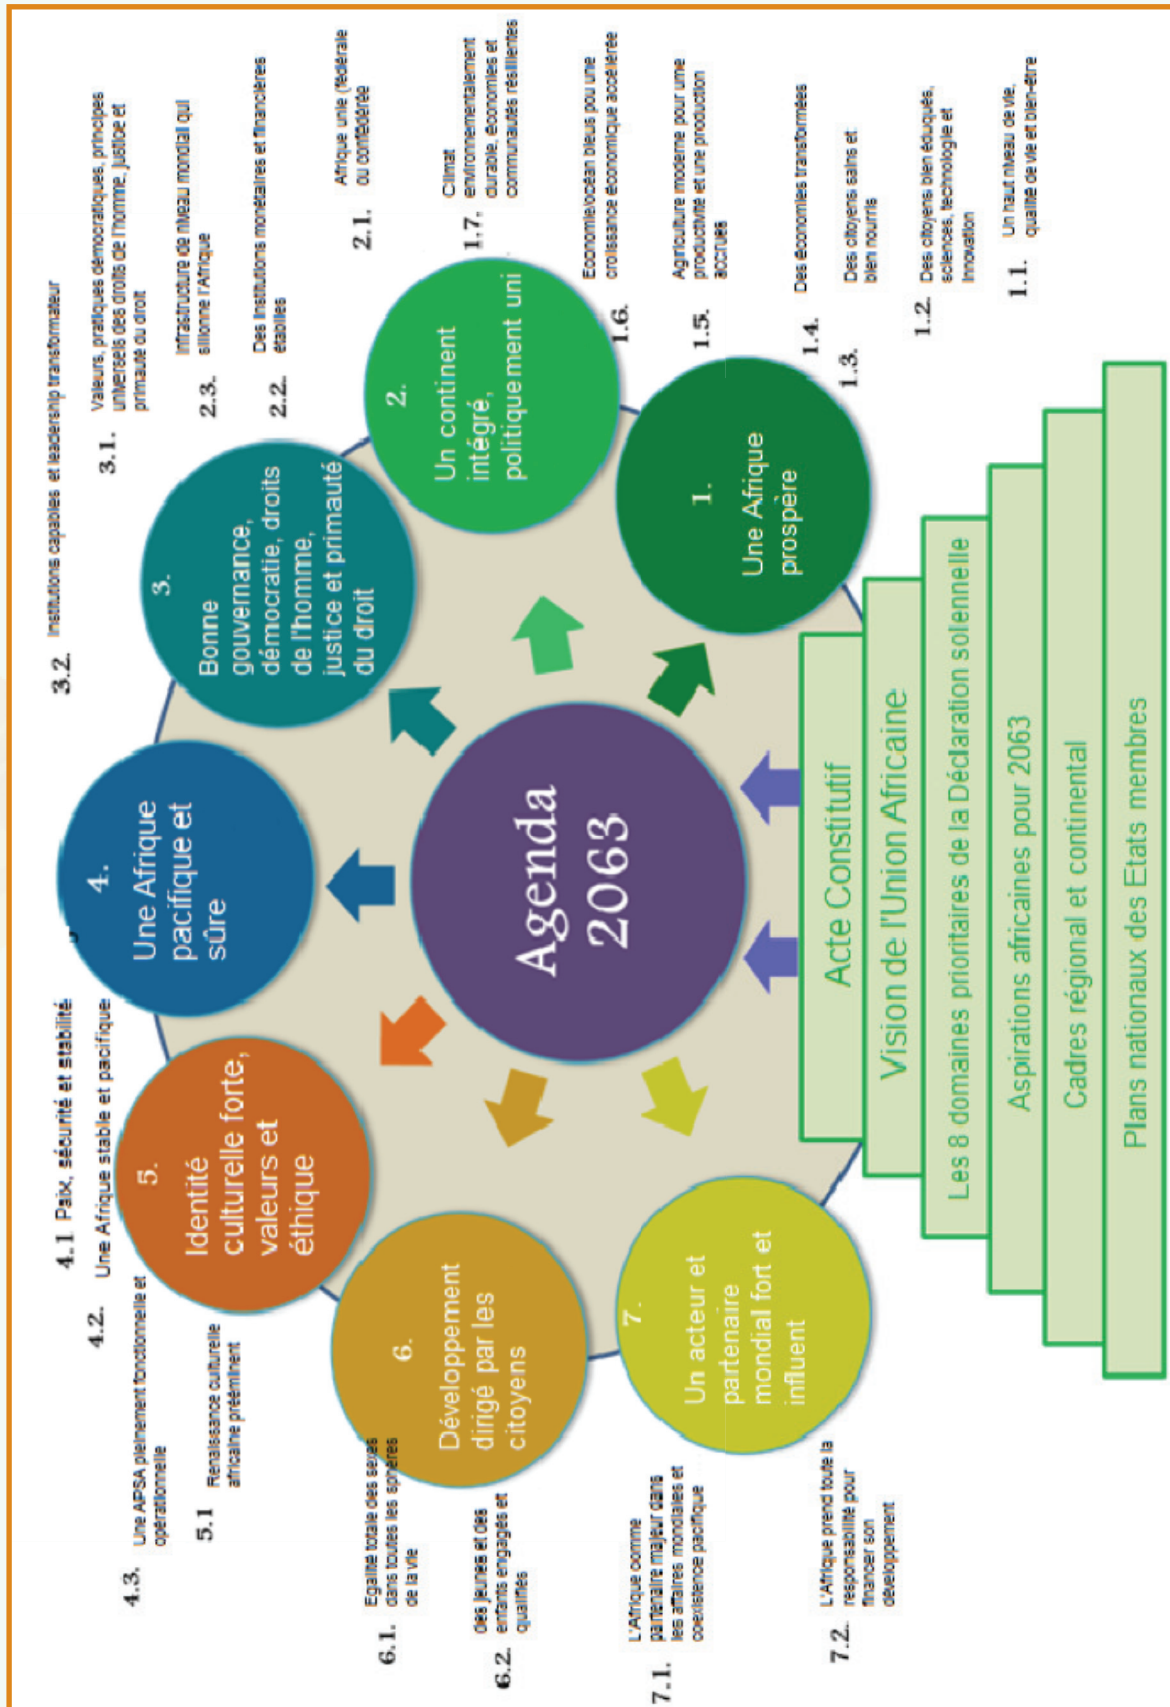 3.2. Institutions capables et leadership transformateur
3.1. Valeurs, pratiques démocratiques, principes
universels des droits de l'homme, justice et
primauté du droit
2.3. Infrastructure de niveau mondial qui
sillonne l'Afrique
2.2. Des institutions monétaires et financières
établies
2.1. Afrique unie (fédérale
ou confédérée
1.7. Climat
environnementalement
durable, économies et
communautés résilientes
1.6. Economie/océan bleus pou une
croissance économique accélérée
1.5. Agriculture moderne pour une
productivité et une production
accrues
1.4. Des économies transformées
1.3. Des citoyens sains et
bien nourris
1.2. Des citoyens bien éduqués,
sciences, technologie et
innovation
1.1. Un haut niveau de vie,
qualité de vie et bien-être
4.1 Paix, sécurité et stabilité
4.2. Une Afrique stable et pacifique
4.3. Une APSA pleinement fonctionnelle et
opérationnelle
5.1 Renaissance culturelle
africaine prééminent
6.1. Egalité totale des sexes
dans toutes les sphères
de la vie
6.2. des jeunes et des
enfants engagés et
qualifiés
7.1. L'Afrique comme
partenaire majeur dans
les affaires mondiales et
coexistence pacifique
7.2. L'Afrique prend toute la
responsabilité pour
financer son
développement
4.
Une Afrique
pacifique et
sûre
3.
Bonne
gouvernance,
démocratie, droits
de l'homme,
justice et primauté
du droit
2.
Un continent
intégré,
politiquement uni
1.
Une Afrique
prospère
5.
Identité
culturelle forte,
valeurs et
éthique
6.
Développement
dirigé par les
citoyens
7.
Un acteur et
partenaire
mondial fort et
influent
Agenda
2063
Acte Constitutif
Vision de l'Union Africaine
Les 8 domaines prioritaires de la Déclaration solennelle
Aspirations africaines pour 2063
Cadres régional et continental
Plans nationaux des Etats membres